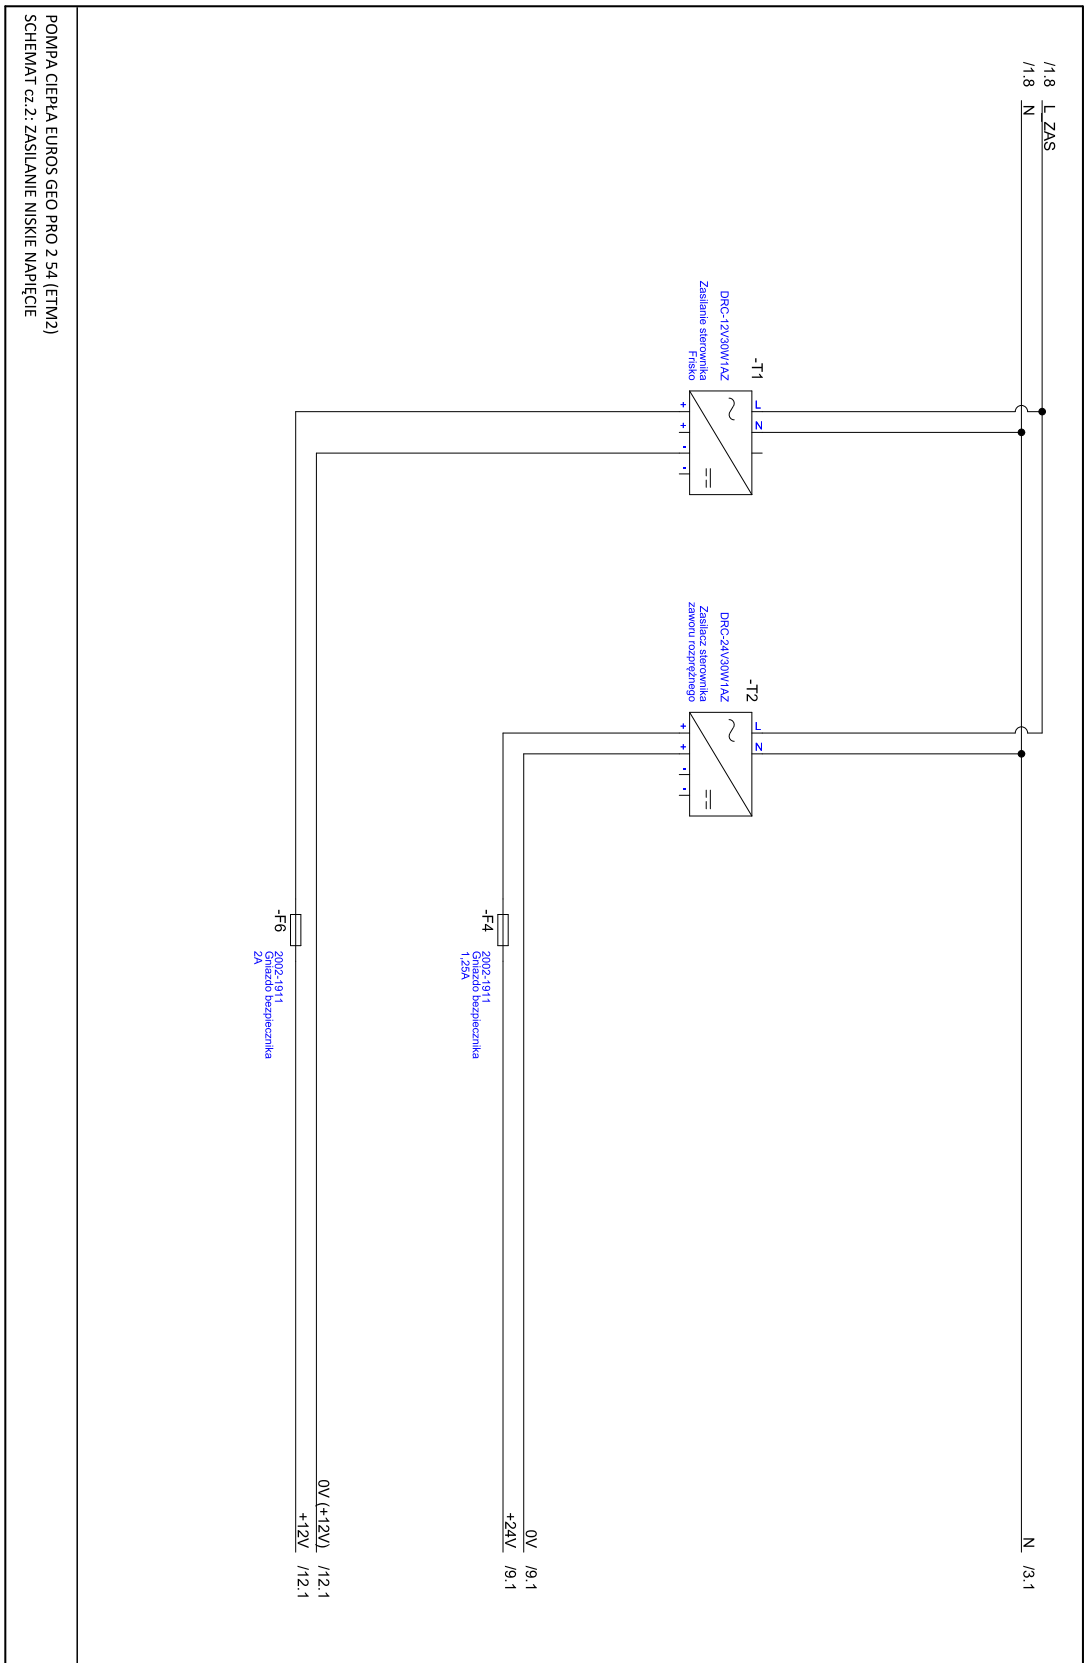 /1.8 L_ZAS
/1.8 N
N /3.1
-T1
DRC-12V30W1AZ
Zasilanie sterownika
Frisko
L N
+ + - -
-T2
DRC-24V30W1AZ
Zasilacz sterownika
zaworu rozprężnego
L N
+ + - -
-F4
2002-1911
Gniazdo bezpiecznika
1,25A
0V /9.1
+24V /9.1
-F6
2002-1911
Gniazdo bezpiecznika
2A
0V (+12V) /12.1
+12V /12.1
POMPA CIEPŁA EUROS GEO PRO 2 54 (ETM2)
SCHEMAT cz.2: ZASILANIE NISKIE NAPIĘCIE